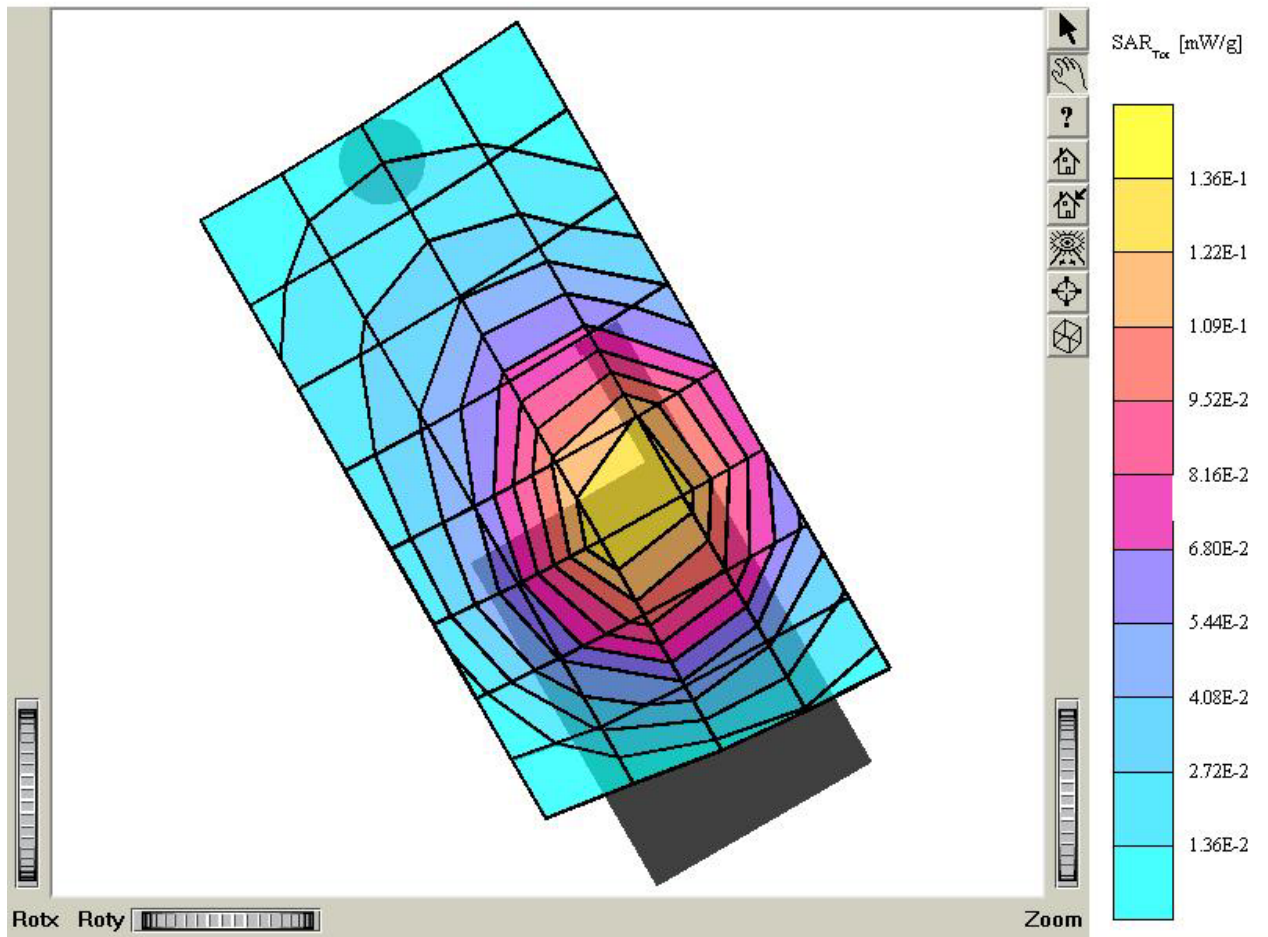 SAR_Tot [mW/g]
?
1.36E-1
1.22E-1
1.09E-1
9.52E-2
8.16E-2
6.80E-2
5.44E-2
4.08E-2
2.72E-2
1.36E-2
Rotx Roty Zoom